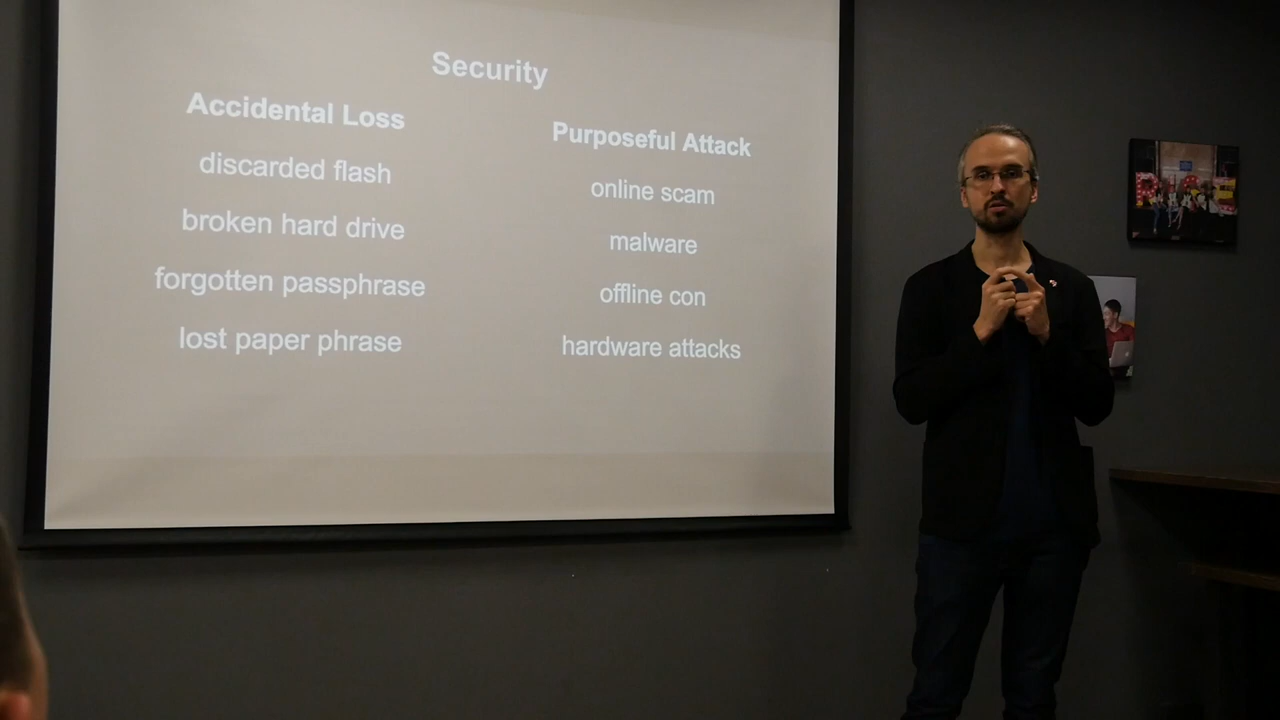 Security
Accidental Loss
discarded flash
broken hard drive
forgotten passphrase
lost paper phrase
Purposeful Attack
online scam
malware
offline con
hardware attacks